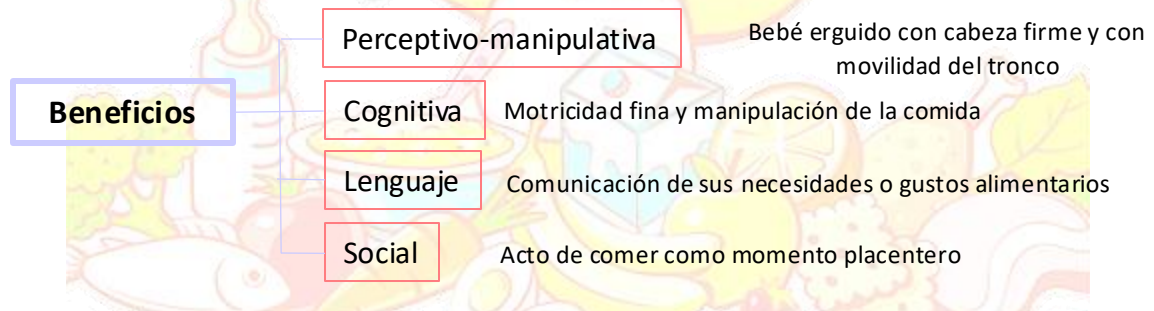 Beneficios
Perceptivo-manipulativa
Bebé erguido con cabeza firme y con
movilidad del tronco
Cognitiva
Motricidad fina y manipulación de la comida
Lenguaje
Comunicación de sus necesidades o gustos alimentarios
Social
Acto de comer como momento placentero